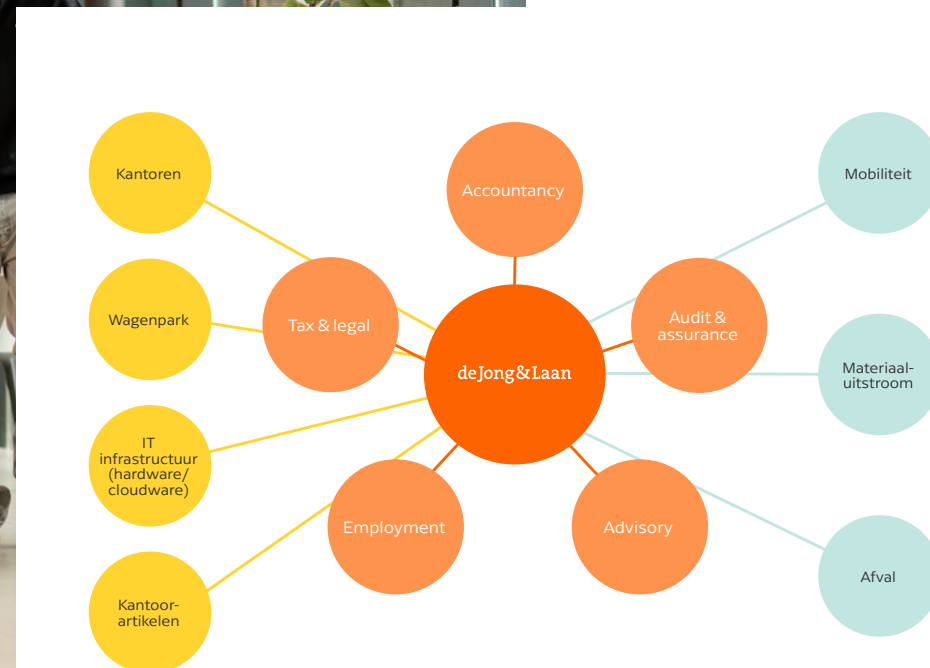 Kantoren
Accountancy
Mobiliteit
Wagenpark
Tax & legal
Audit &
assurance
deJong&Laan
Materiaal-
uitstroom
IT
infrastructuur
(hardware/
cloudware)
Employment
Advisory
Afval
Kantoor-
artikelen